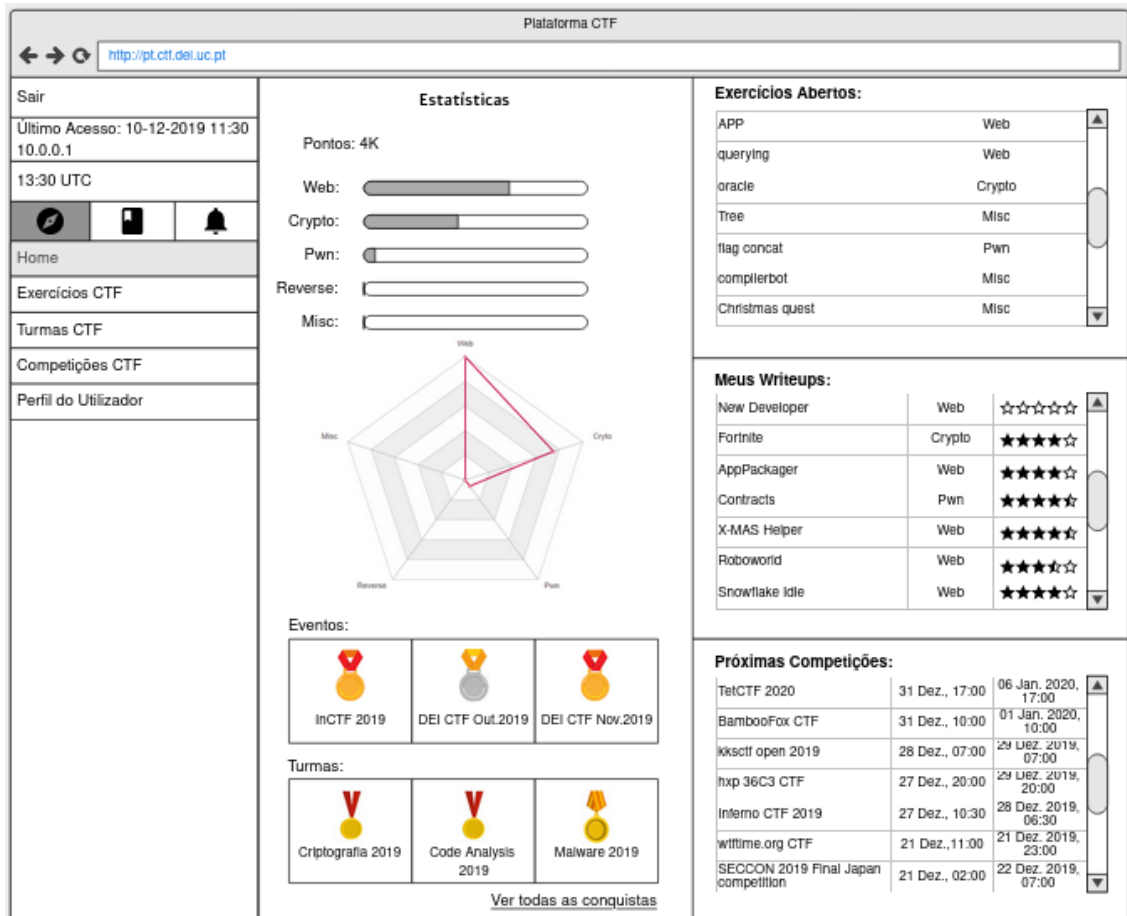 Plataforma CTF
http://pt.ctf.dei.uc.pt
Sair
Último Acesso: 10-12-2019 11:30
10.0.0.1
13:30 UTC
Home
Exercícios CTF
Turmas CTF
Competições CTF
Perfil do Utilizador
Estatísticas
Pontos: 4K
Web:
Crypto:
Pwn:
Reverse:
Misc:
Web
Misc
Cryto
Reverse
Pwn
Eventos:
InCTF 2019
DEI CTF Out.2019
DEI CTF Nov.2019
Turmas:
Criptografia 2019
Code Analysis
2019
Malware 2019
Ver todas as conquistas
Exercícios Abertos:
APP Web
querying Web
oracle Crypto
Tree Misc
flag concat Pwn
compilerbot Misc
Christmas quest Misc
Meus Writeups:
New Developer Web
Fortnite Crypto
AppPackager Web
Contracts Pwn
X-MAS Helper Web
Roboworld Web
Snowflake Idle Web
Próximas Competições:
TetCTF 2020 31 Dez., 17:00 06 Jan. 2020,
17:00
BambooFox CTF 31 Dez., 10:00 01 Jan. 2020,
10:00
kksctf open 2019 28 Dez., 07:00 29 Dez. 2019,
07:00
hxp 36C3 CTF 27 Dez., 20:00 29 Dez. 2019,
20:00
Inferno CTF 2019 27 Dez., 10:30 28 Dez. 2019,
06:30
wtftime.org CTF 21 Dez.,11:00 21 Dez. 2019,
23:00
SECCON 2019 Final Japan
competition 21 Dez., 02:00 22 Dez. 2019,
07:00